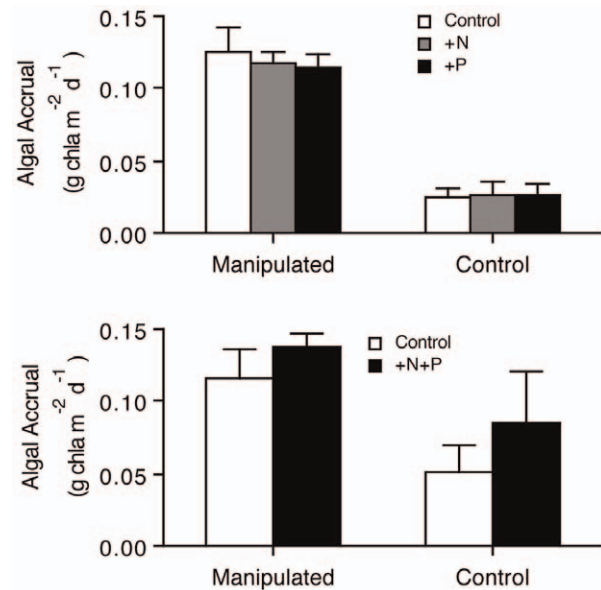 Algal Accrual
(g chla m⁻² d⁻¹)
0.15
0.10
0.05
0.00
Control
+N
+P
Manipulated Control
Algal Accrual
(g chla m⁻² d⁻¹)
0.15
0.10
0.05
0.00
Control
+N+P
Manipulated Control